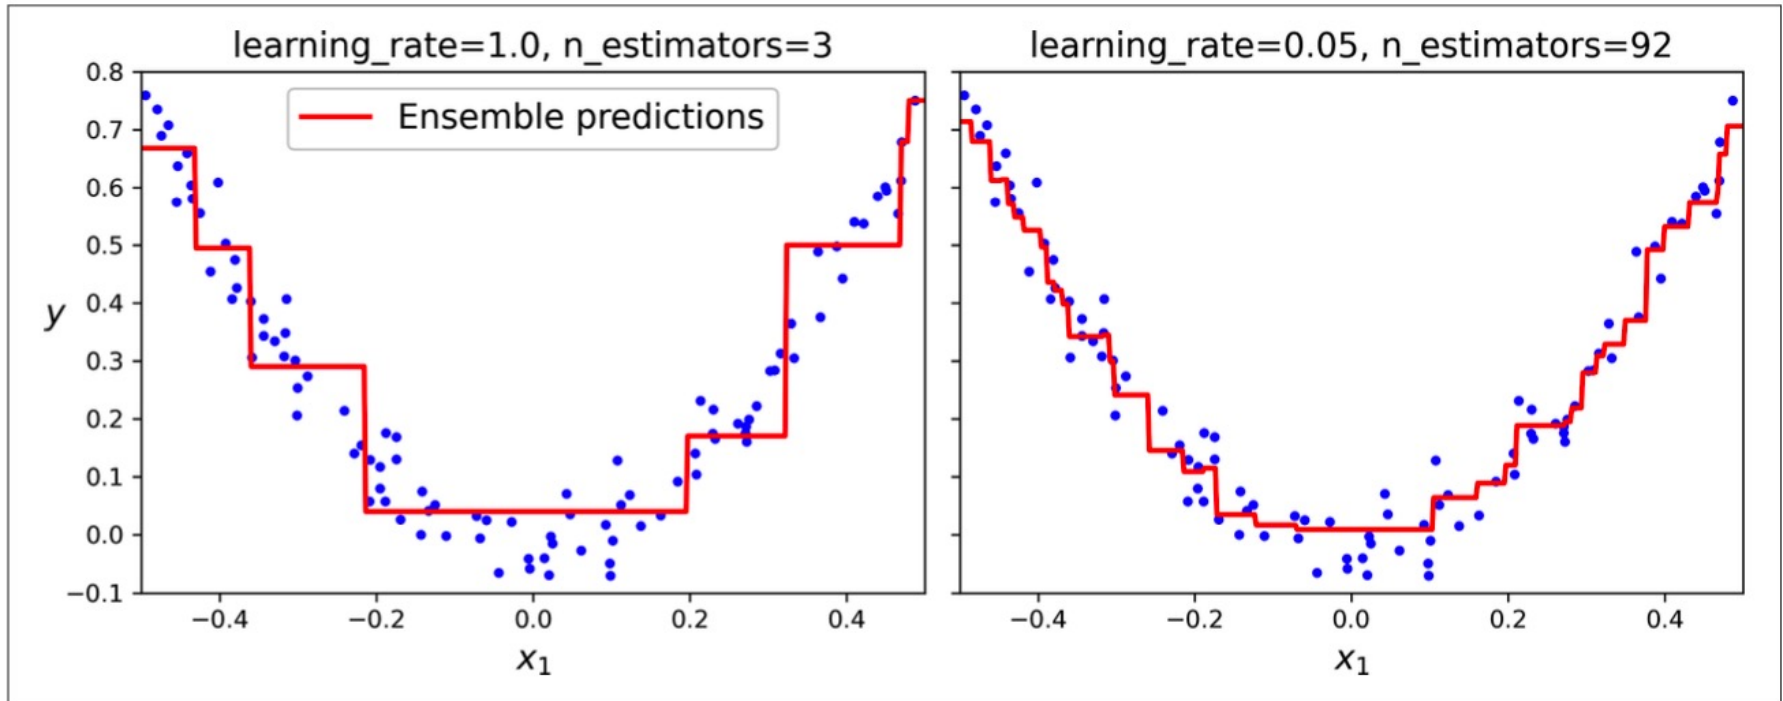 learning_rate=1.0, n_estimators=3
Ensemble predictions
0.8
0.7
0.6
0.5
0.4
0.3
0.2
0.1
0.0
−0.1
y
−0.4 −0.2 0.0 0.2 0.4
x₁
learning_rate=0.05, n_estimators=92
−0.4 −0.2 0.0 0.2 0.4
x₁